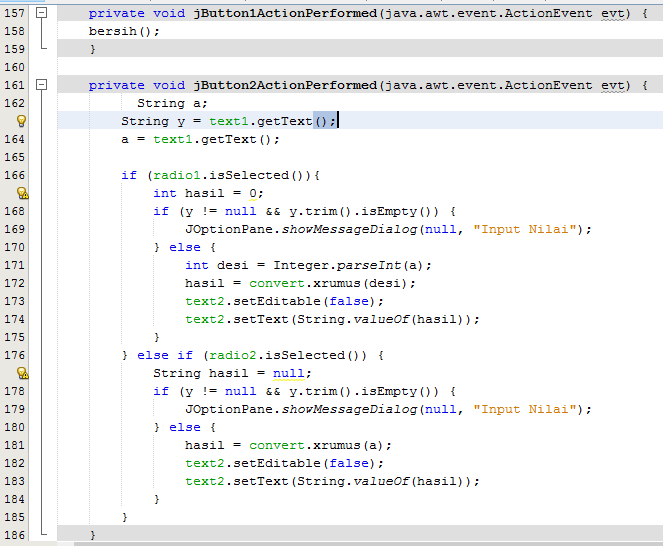 157 private void jButton1ActionPerformed(java.awt.event.ActionEvent evt) {
158 bersih();
159 }
160
161 private void jButton2ActionPerformed(java.awt.event.ActionEvent evt) {
162 String a;
String y = text1.getText();
164 a = text1.getText();
165
166 if (radio1.isSelected()){
int hasil = 0;
168 if (y != null && y.trim().isEmpty()) {
169 JOptionPane.showMessageDialog(null, "Input Nilai");
170 } else {
171 int desi = Integer.parseInt(a);
172 hasil = convert.xrumus(desi);
173 text2.setEditable(false);
174 text2.setText(String.valueOf(hasil));
175 }
176 } else if (radio2.isSelected()) {
String hasil = null;
178 if (y != null && y.trim().isEmpty()) {
179 JOptionPane.showMessageDialog(null, "Input Nilai");
180 } else {
181 hasil = convert.xrumus(a);
182 text2.setEditable(false);
183 text2.setText(String.valueOf(hasil));
184 }
185 }
186 }